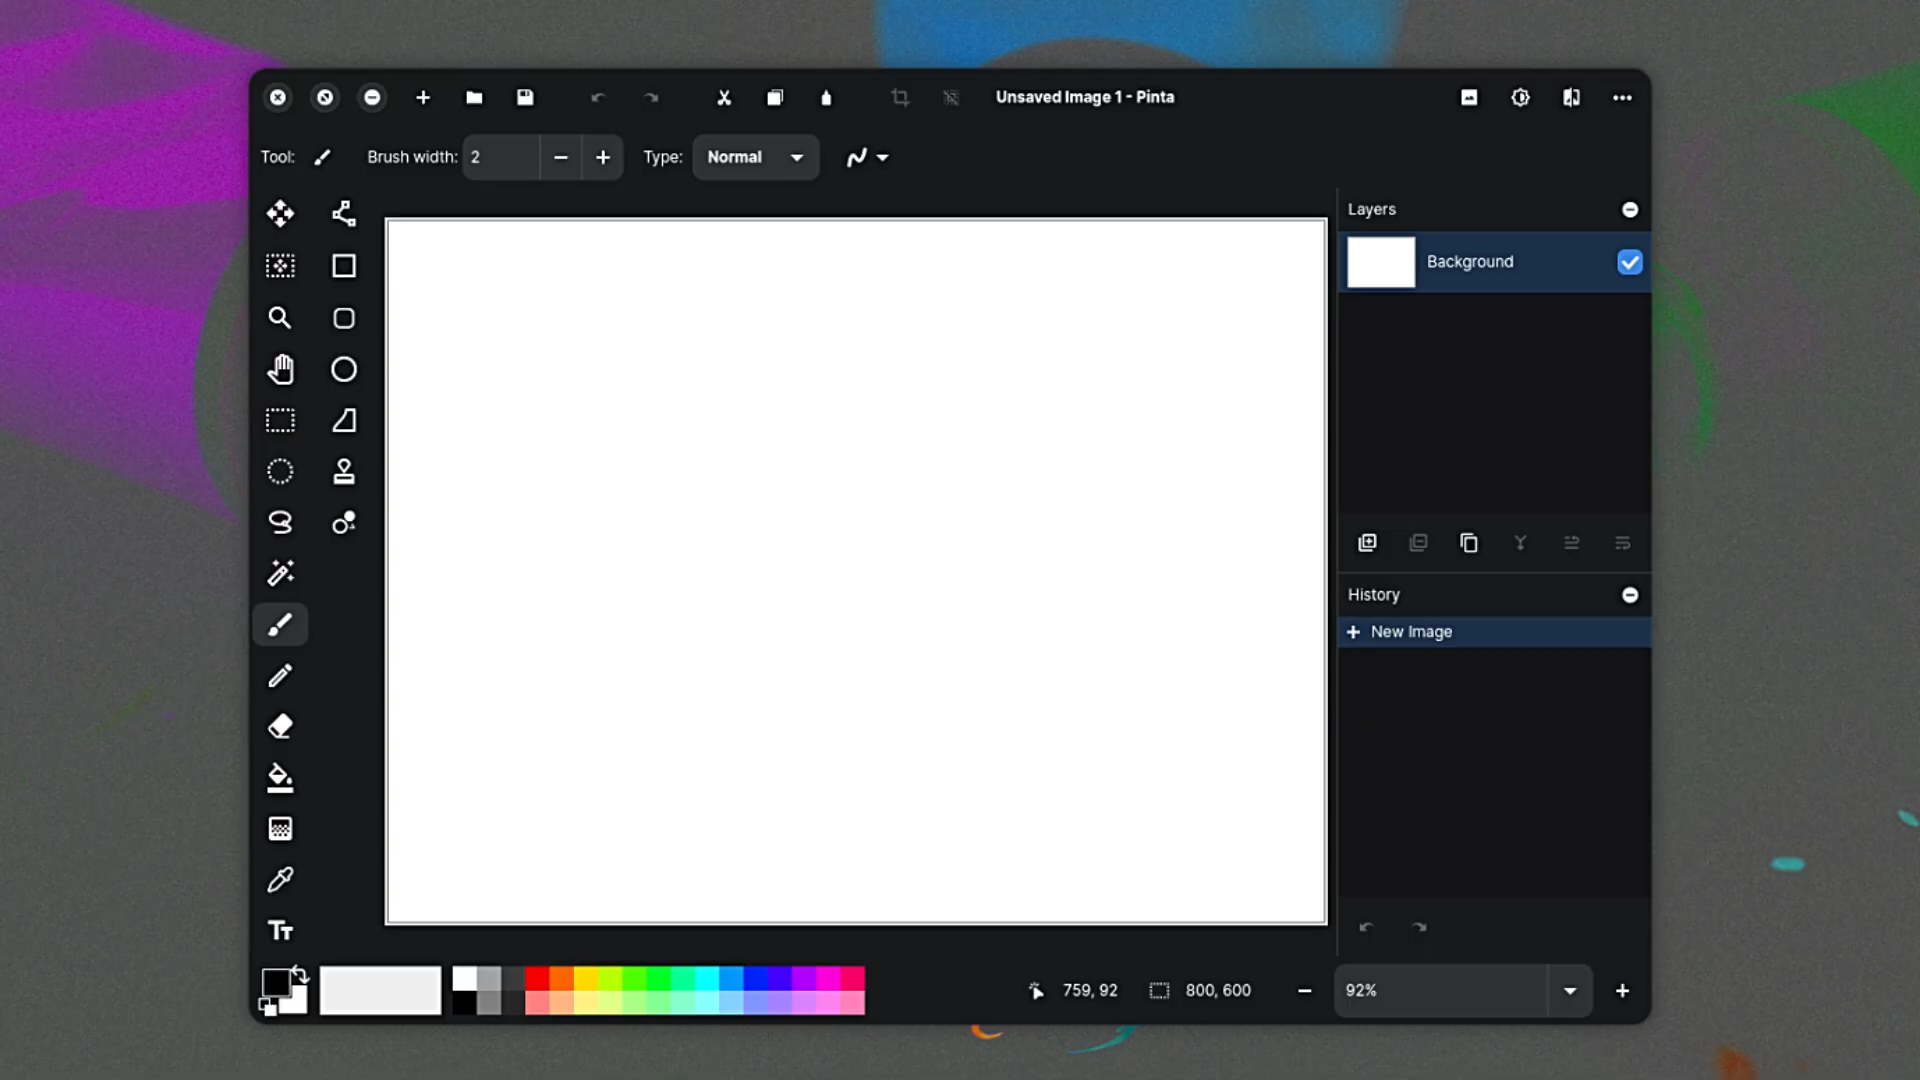 Unsaved Image 1 - Pinta
Tool:
Brush width: 2
Type: Normal
Layers
Background
History
New Image
759, 92
800, 600
92%